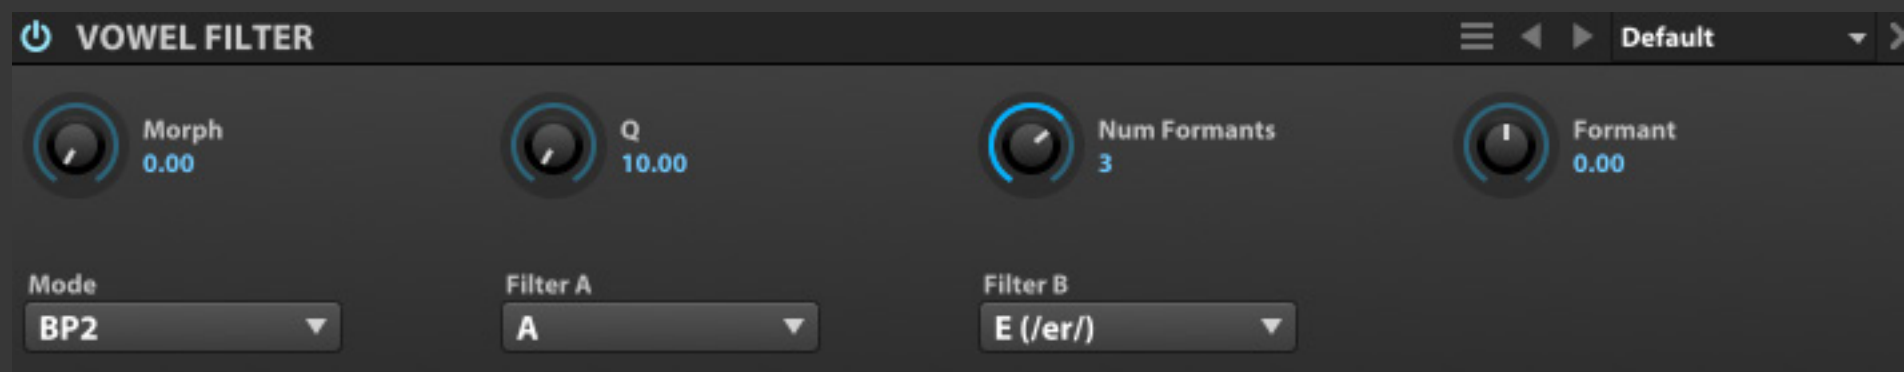 VOWEL FILTER
Default
Morph
0.00
Q
10.00
Num Formants
3
Formant
0.00
Mode
BP2
Filter A
A
Filter B
E (/er/)